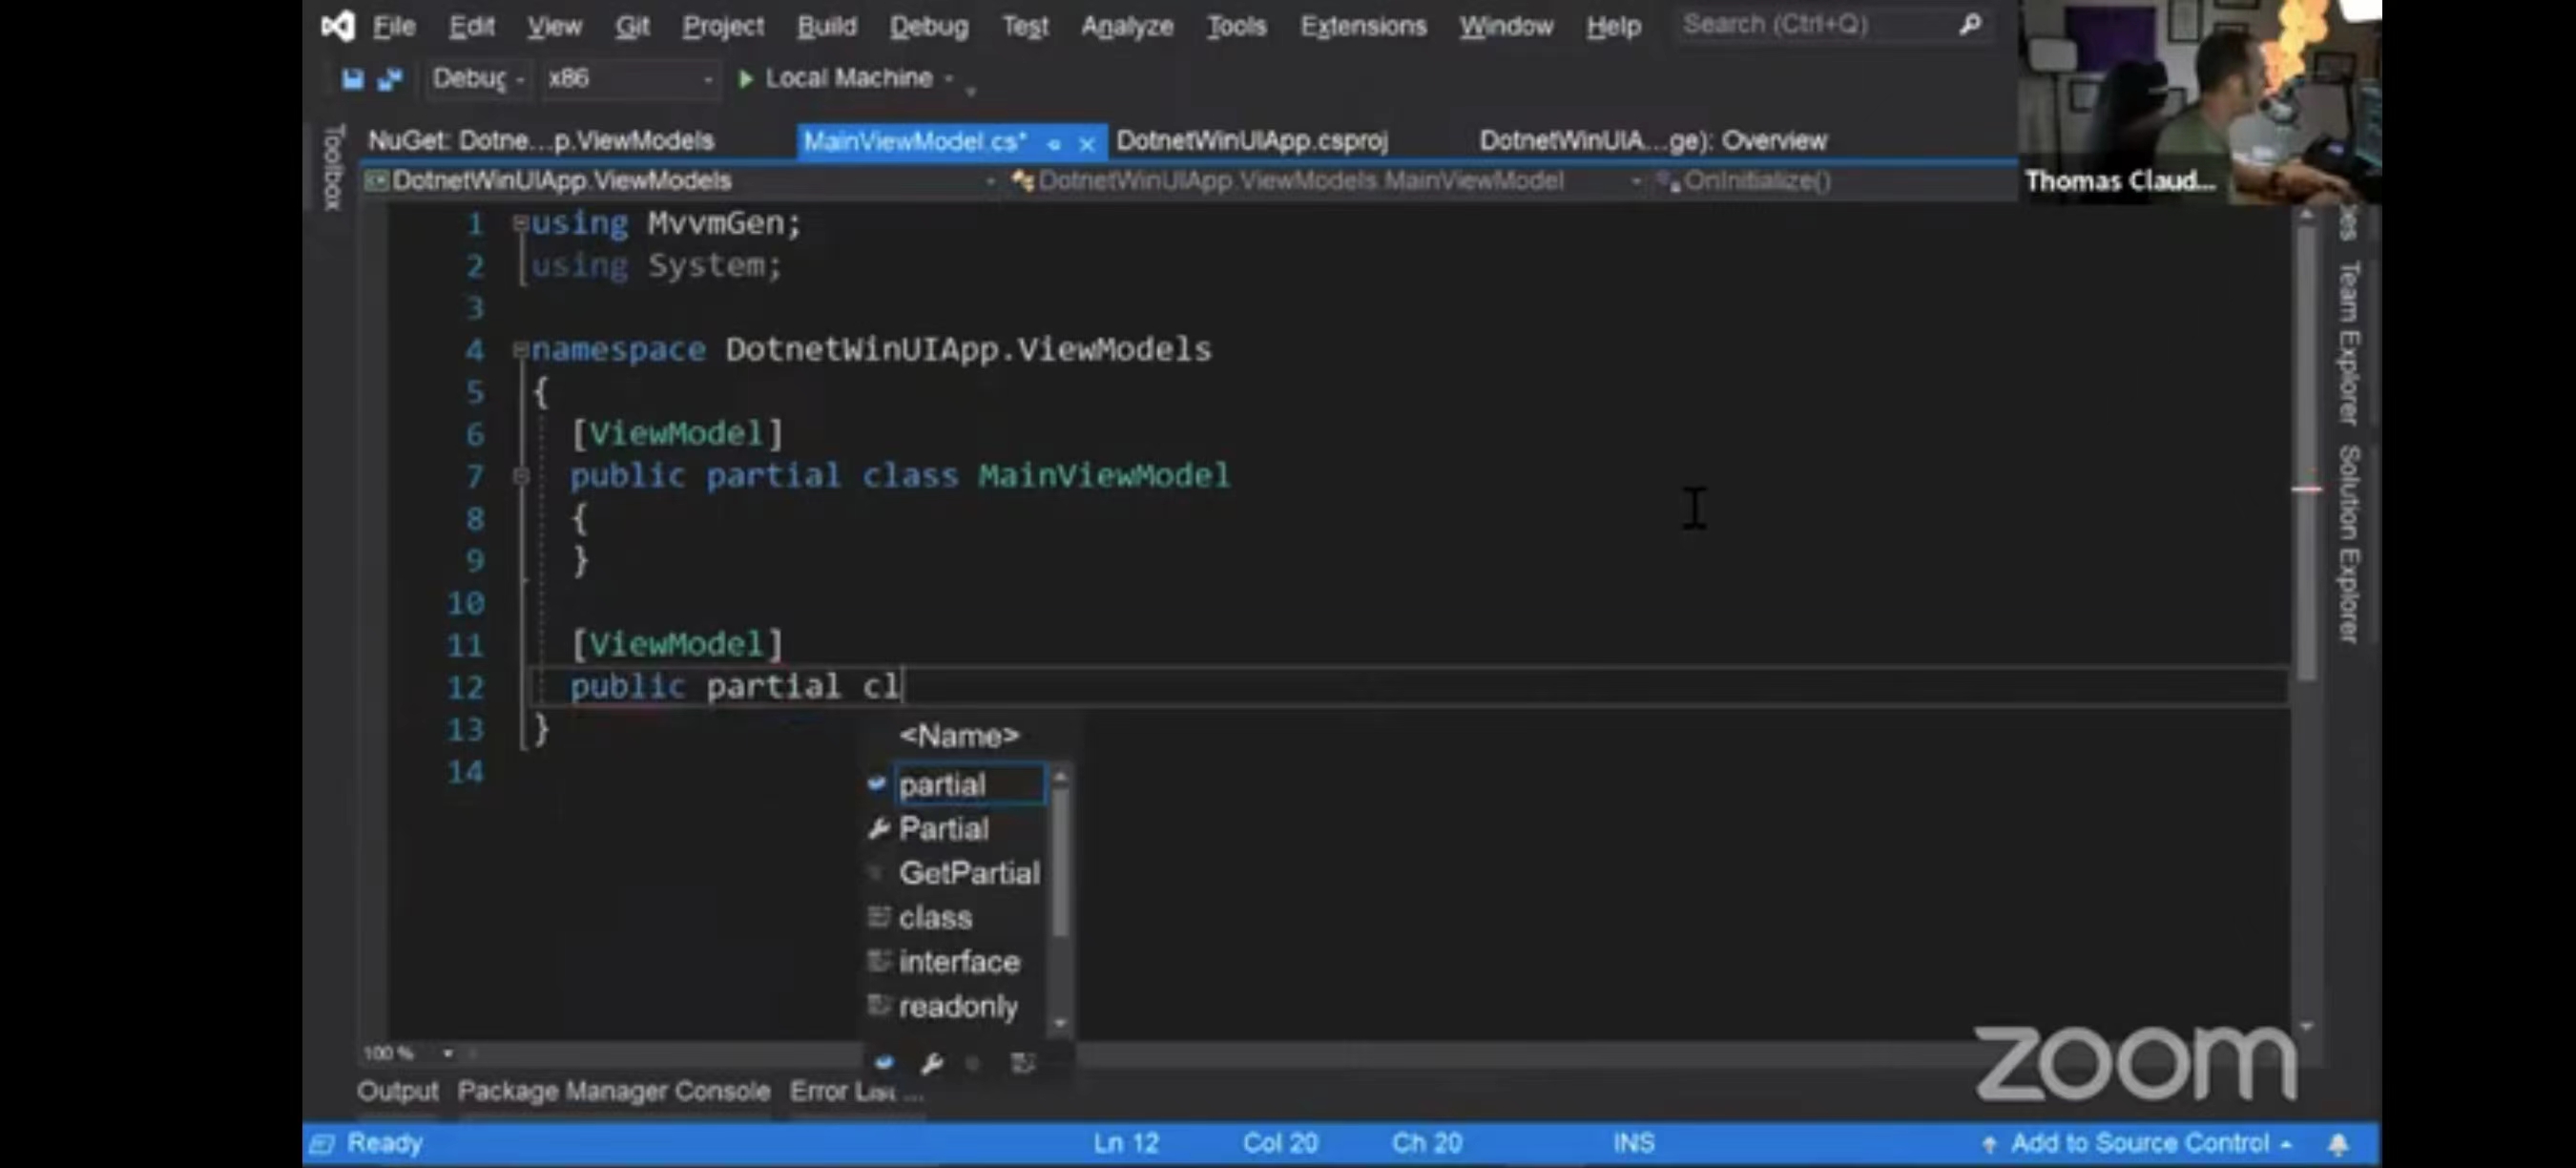 File Edit View Git Project Build Debug Test Analyze Tools Extensions Window Help Search (Ctrl+Q)
Debug x86 Local Machine
Toolbox
NuGet: Dotne...p.ViewModels MainViewModel.cs* DotnetWinUIApp.csproj DotnetWinUIA...ge): Overview
DotnetWinUIApp.ViewModels DotnetWinUIApp.ViewModels.MainViewModel OnInitialize()
Thomas Claud...
1 using MvvmGen;
2 using System;
3
4 namespace DotnetWinUIApp.ViewModels
5 {
6 [ViewModel]
7 public partial class MainViewModel
8 {
9 }
10
11 [ViewModel]
12 public partial cl
13 }
14
<Name>
partial
Partial
GetPartial
class
interface
readonly
Team Explorer
Solution Explorer
zoom
100 %
Output Package Manager Console Error List ...
Ready Ln 12 Col 20 Ch 20 INS Add to Source Control